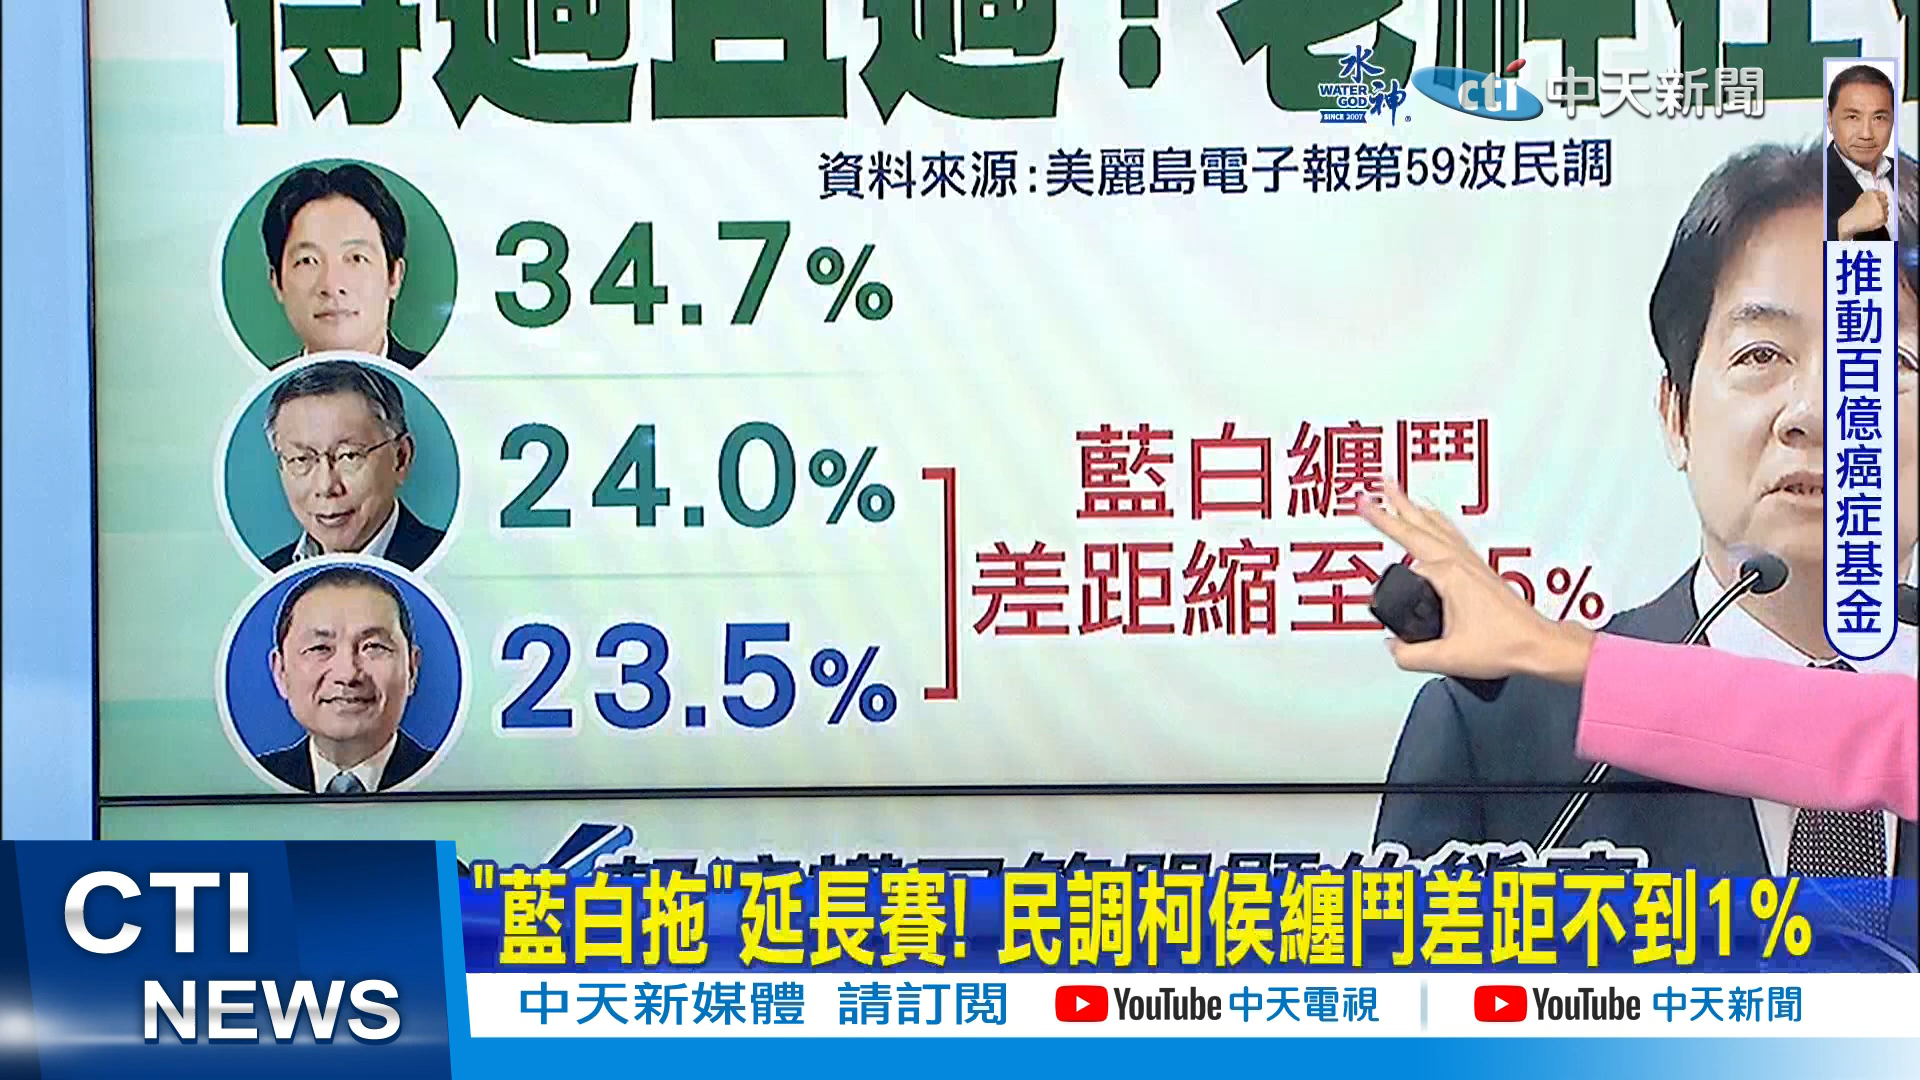 水神
WATER GOD
SINCE 2007
cti 中天新聞
資料來源:美麗島電子報第59波民調
34.7%
24.0%
23.5%
藍白纏鬥
差距縮至 5%
推動百億癌症基金
"藍白拖"延長賽! 民調柯侯纏鬥差距不到1%
CTI
NEWS
中天新媒體 請訂閱 YouTube 中天電視 YouTube 中天新聞